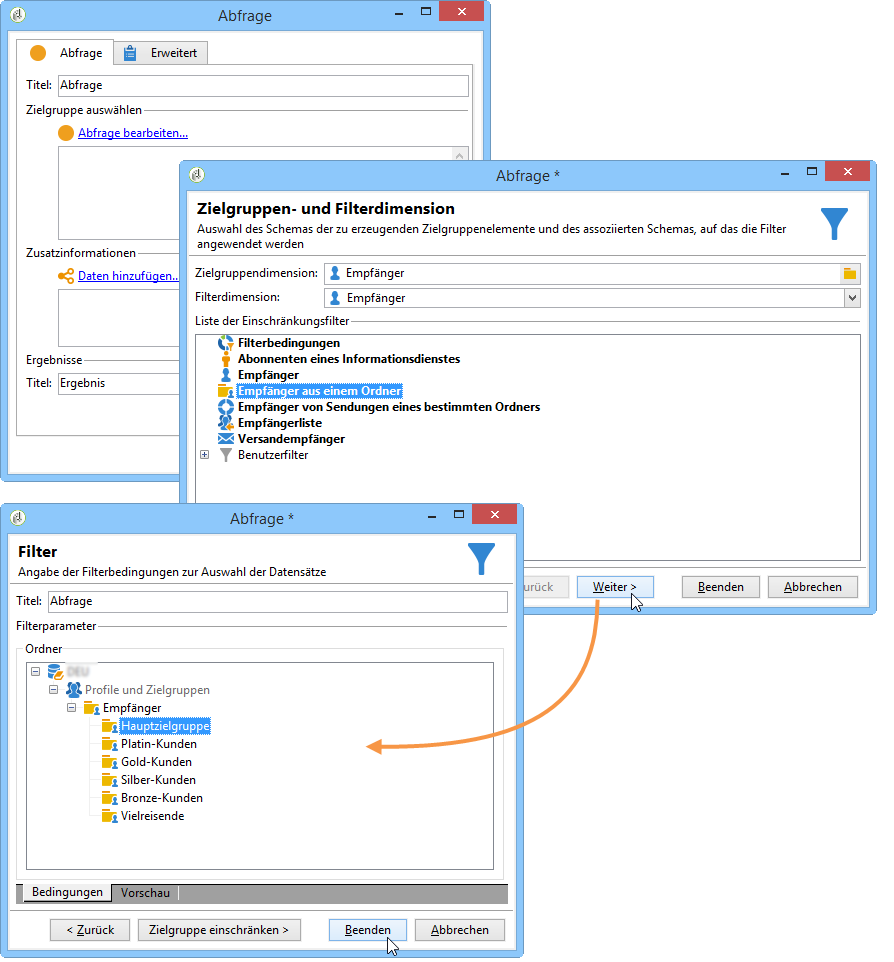 Abfrage
Abfrage
Erweitert
Titel: Abfrage
Zielgruppe auswählen
Abfrage bearbeiten...
Zusatzinformationen
Daten hinzufügen...
Ergebnisse
Titel: Ergebnis
Abfrage *
Zielgruppen- und Filterdimension
Auswahl des Schemas der zu erzeugenden Zielgruppenelemente und des assoziierten Schemas, auf das die Filter
angewendet werden
Zielgruppendimension: Empfänger
Filterdimension: Empfänger
Liste der Einschränkungsfilter
Filterbedingungen
Abonnenten eines Informationsdienstes
Empfänger
Empfänger aus einem Ordner
Empfänger von Sendungen eines bestimmten Ordners
Empfängerliste
Versandempfänger
Benutzerfilter
urück Weiter > Beenden Abbrechen
Abfrage *
Filter
Angabe der Filterbedingungen zur Auswahl der Datensätze
Titel: Abfrage
Filterparameter
Ordner
DEU
Profile und Zielgruppen
Empfänger
Hauptzielgruppe
Platin-Kunden
Gold-Kunden
Silber-Kunden
Bronze-Kunden
Vielreisende
Bedingungen Vorschau
< Zurück Zielgruppe einschränken > Beenden Abbrechen